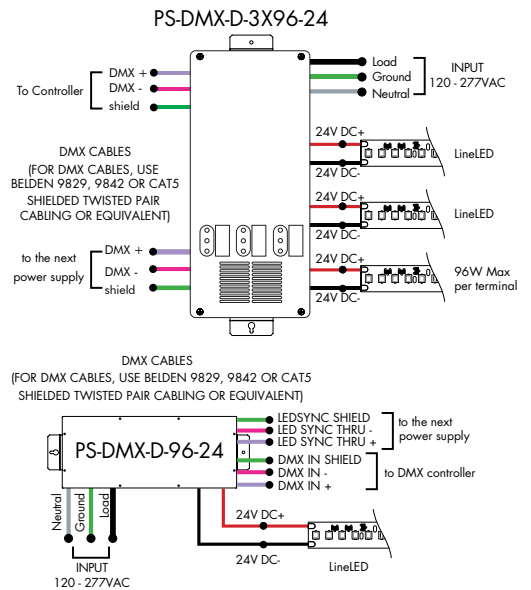 PS-DMX-D-3X96-24
To Controller
DMX +
DMX -
shield
Load
Ground
Neutral
INPUT
120 - 277VAC
DMX CABLES
(FOR DMX CABLES, USE
BELDEN 9829, 9842 OR CAT5
SHIELDED TWISTED PAIR
CABLING OR EQUIVALENT)
24V DC+
24V DC-
LineLED
24V DC+
24V DC-
LineLED
to the next
power supply
DMX +
DMX -
shield
24V DC+
24V DC-
96W Max
per terminal
DMX CABLES
(FOR DMX CABLES, USE BELDEN 9829, 9842 OR CAT5
SHIELDED TWISTED PAIR CABLING OR EQUIVALENT)
PS-DMX-D-96-24
LEDSYNC SHIELD
LED SYNC THRU -
LED SYNC THRU +
to the next
power supply
DMX IN SHIELD
DMX IN -
DMX IN +
to DMX controller
Neutral
Ground
Load
INPUT
120 - 277VAC
24V DC+
24V DC-
LineLED